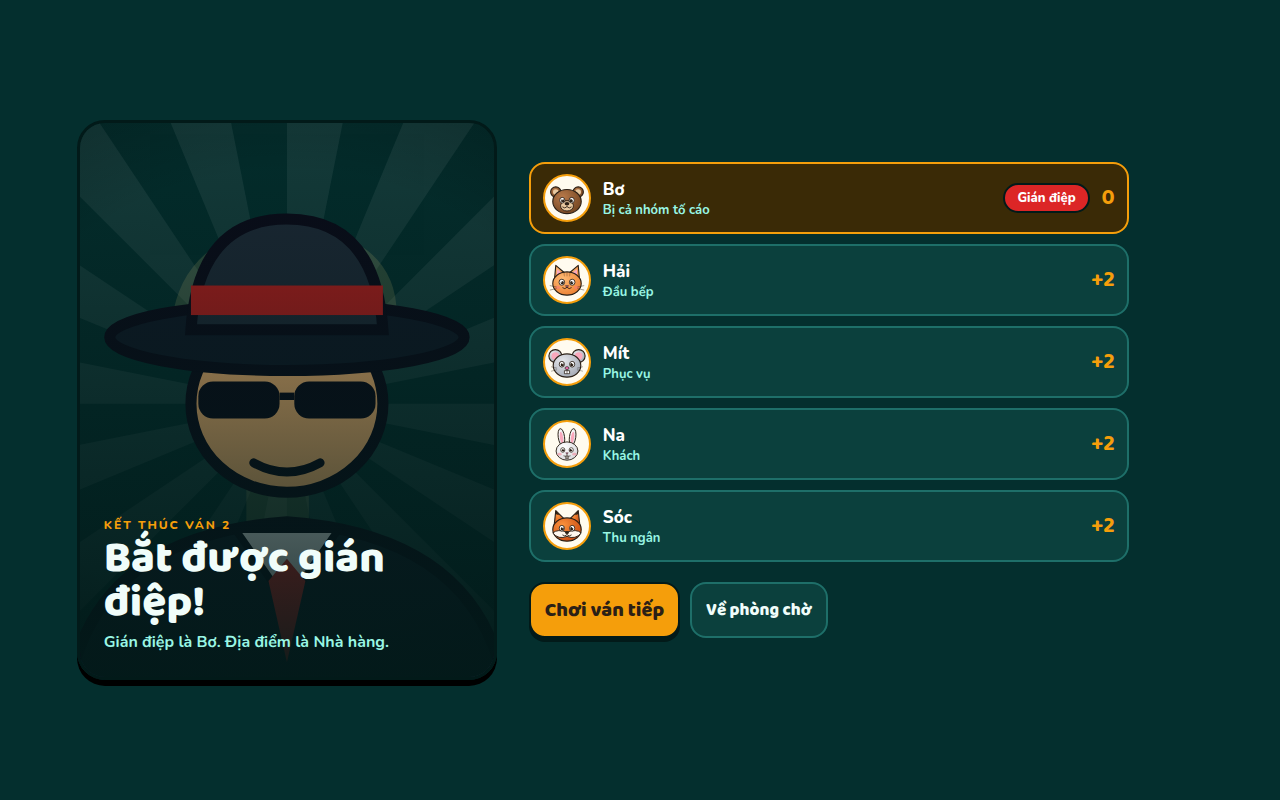 KẾT THÚC VÁN 2
Bắt được gián
điệp!
Gián điệp là Bơ. Địa điểm là Nhà hàng.
Bơ
Bị cả nhóm tố cáo
Gián điệp
0
Hải
Đầu bếp
+2
Mít
Phục vụ
+2
Na
Khách
+2
Sóc
Thu ngân
+2
Chơi ván tiếp
Về phòng chờ